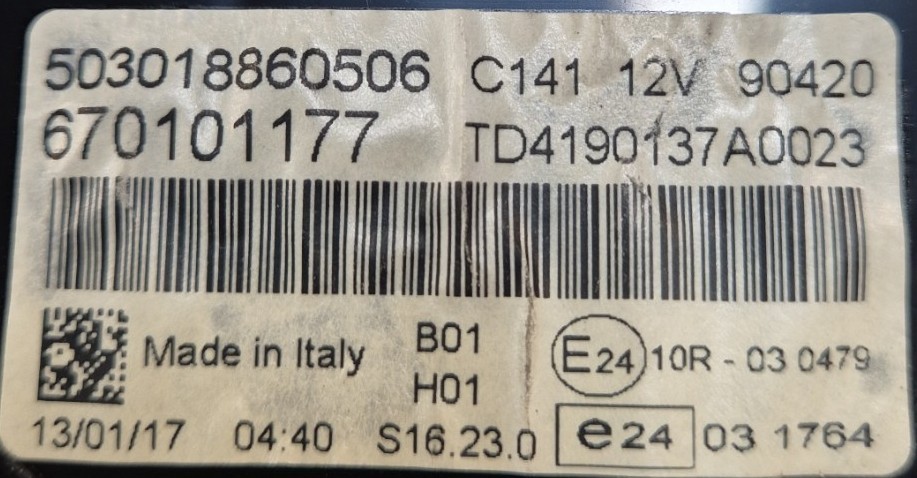 503018860506 C141 12V 90420
670101177 TD4190137A0023
Made in Italy B01 E24 10R - 03 0479
H01
13/01/17 04:40 S16.23.0 e24 03 1764